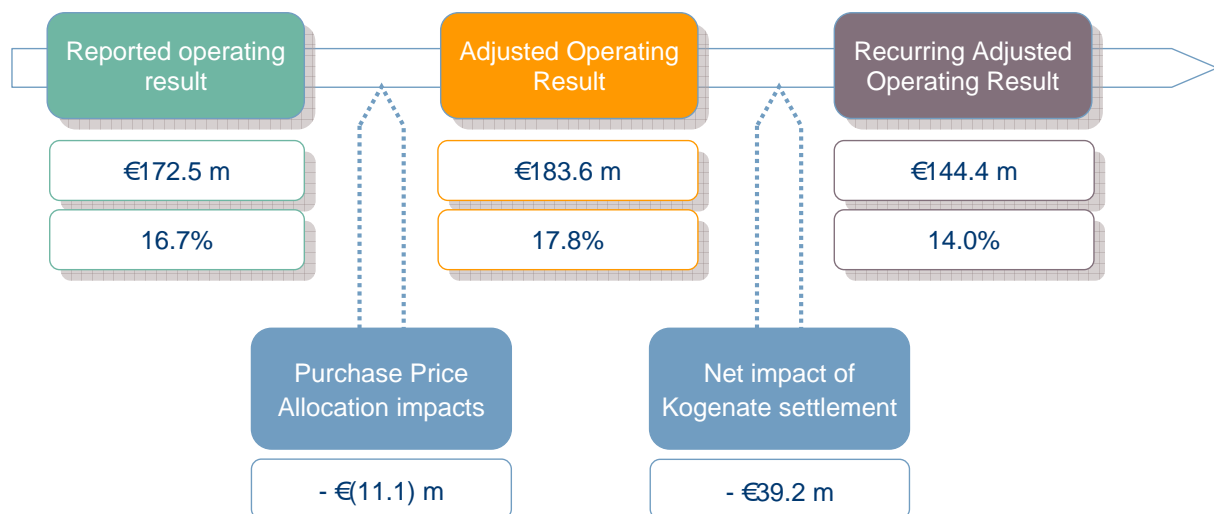 Reported operating
result
Adjusted Operating
Result
Recurring Adjusted
Operating Result
€172.5 m
€183.6 m
€144.4 m
16.7%
17.8%
14.0%
Purchase Price
Allocation impacts
Net impact of
Kogenate settlement
- €(11.1) m
- €39.2 m